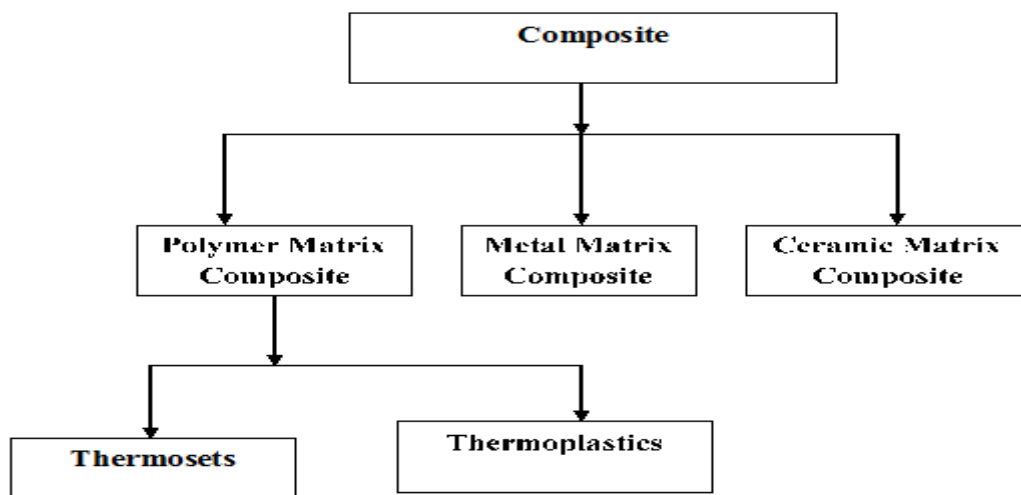 Composite
Polymer Matrix
Composite
Metal Matrix
Composite
Ceramic Matrix
Composite
Thermosets
Thermoplastics